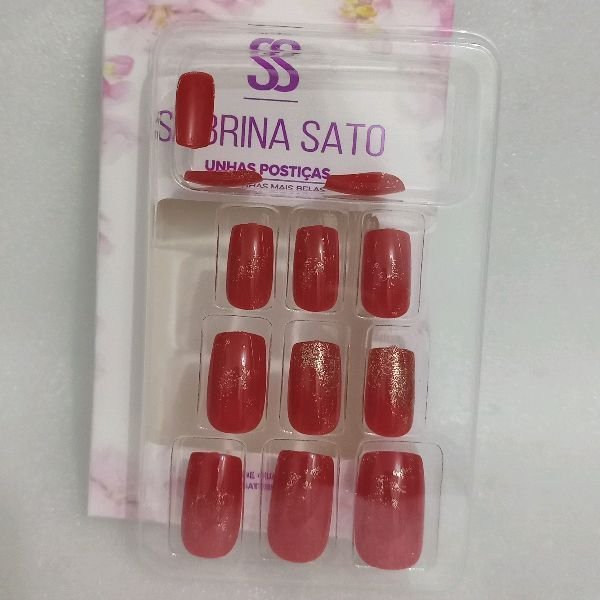 SS
SABRINA SATO
UNHAS POSTIÇAS
MAIS BELAS